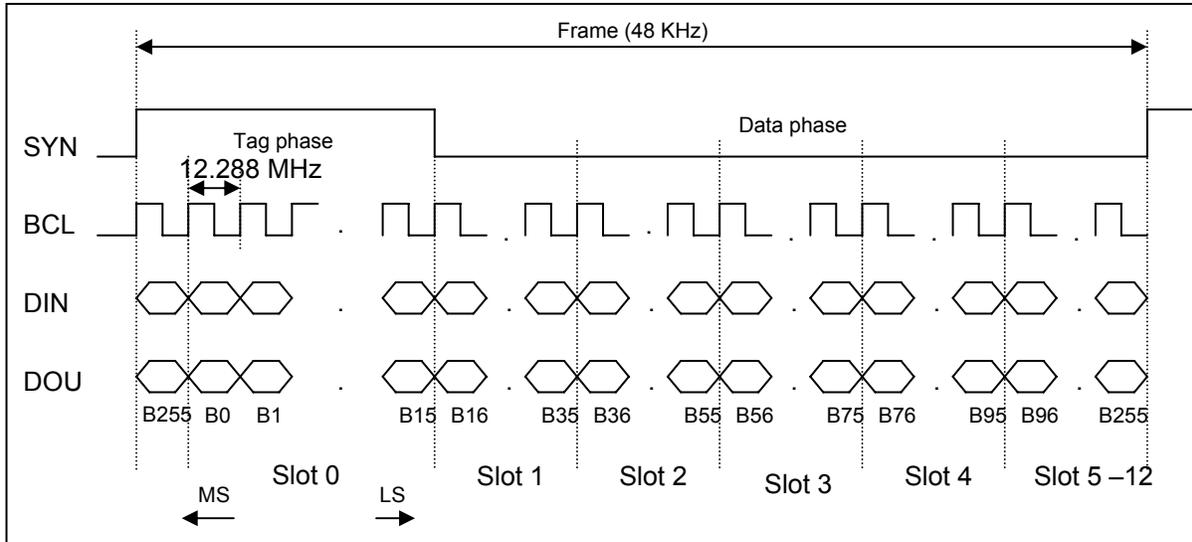 Frame (48 KHz)
SYN
Tag phase
Data phase
12.288 MHz
BCL
DIN
DOU
B255 B0 B1 B15 B16 B35 B36 B55 B56 B75 B76 B95 B96 B255
Slot 0 Slot 1 Slot 2 Slot 3 Slot 4 Slot 5 –12
MS LS